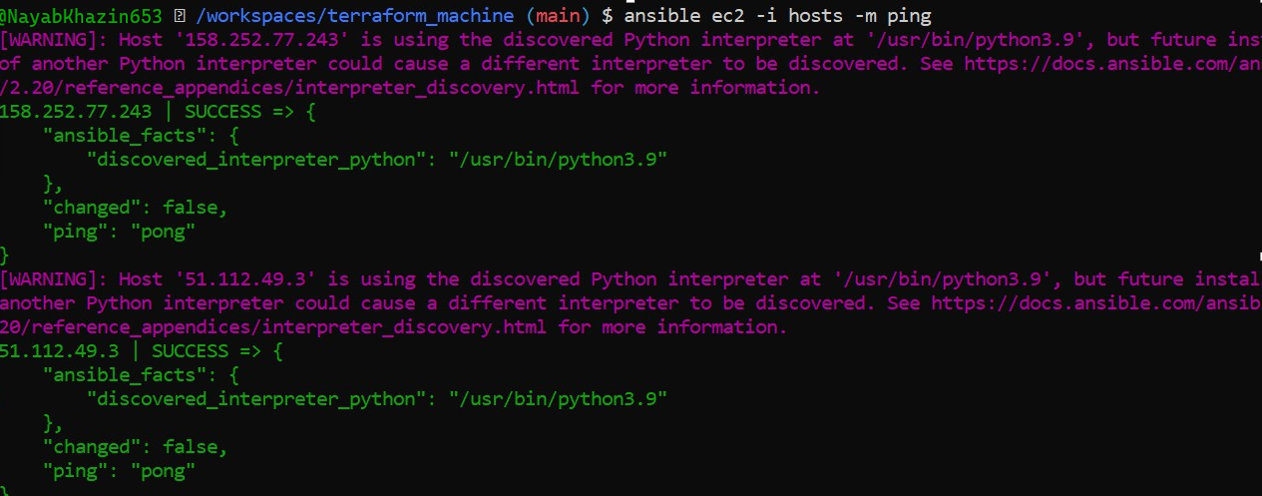 @NayabKhazin653 /workspaces/terraform_machine (main) $ ansible ec2 -i hosts -m ping
[WARNING]: Host '158.252.77.243' is using the discovered Python interpreter at '/usr/bin/python3.9', but future ins
of another Python interpreter could cause a different interpreter to be discovered. See https://docs.ansible.com/an
/2.20/reference_appendices/interpreter_discovery.html for more information.
158.252.77.243 | SUCCESS => {
    "ansible_facts": {
        "discovered_interpreter_python": "/usr/bin/python3.9"
    },
    "changed": false,
    "ping": "pong"
}
[WARNING]: Host '51.112.49.3' is using the discovered Python interpreter at '/usr/bin/python3.9', but future instal
another Python interpreter could cause a different interpreter to be discovered. See https://docs.ansible.com/ansib
20/reference_appendices/interpreter_discovery.html for more information.
51.112.49.3 | SUCCESS => {
    "ansible_facts": {
        "discovered_interpreter_python": "/usr/bin/python3.9"
    },
    "changed": false,
    "ping": "pong"
}